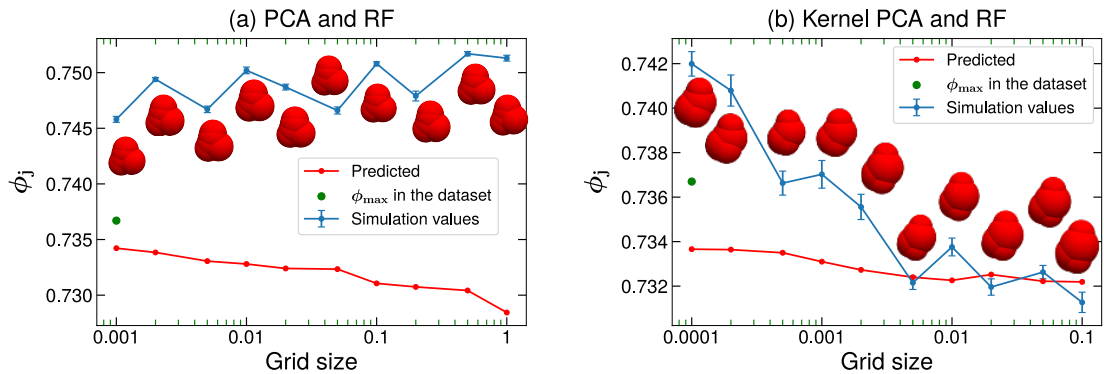 (a) PCA and RF
0.750
0.745
0.740
0.735
0.730
ϕj
Predicted
ϕmax in the dataset
Simulation values
0.001
0.01
0.1
1
Grid size
(b) Kernel PCA and RF
0.742
0.740
0.738
0.736
0.734
0.732
ϕj
Predicted
ϕmax in the dataset
Simulation values
0.0001
0.001
0.01
0.1
Grid size